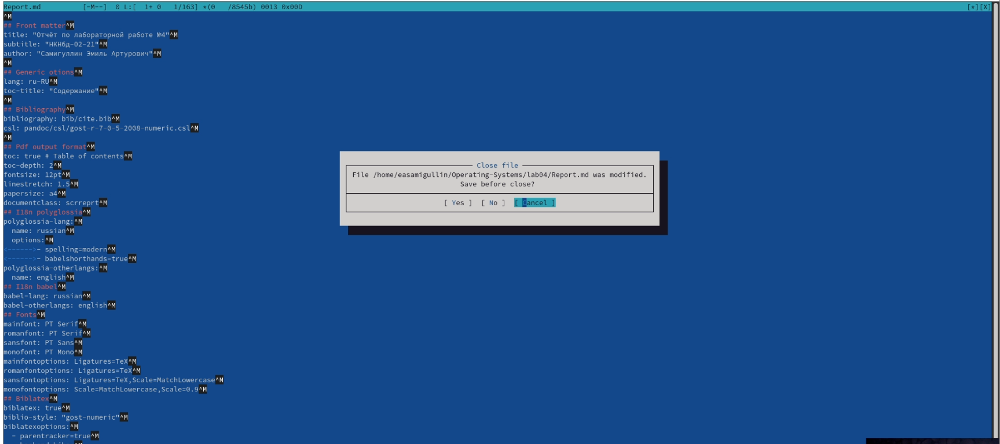 Report.md [-M--] 0 L:[ 1+ 0 1/163] *(0 /8545b) 0013 0x00D [*][X]
^M
## Front matter^M
title: "Отчёт по лабораторной работе №4"^M
subtitle: "НКНбд-02-21"^M
author: "Самигуллин Эмиль Артурович"^M
^M
## Generic otions^M
lang: ru-RU^M
toc-title: "Содержание"^M
^M
## Bibliography^M
bibliography: bib/cite.bib^M
csl: pandoc/csl/gost-r-7-0-5-2008-numeric.csl^M
^M
## Pdf output format^M
toc: true # Table of contents^M
toc-depth: 2^M
fontsize: 12pt^M
linestretch: 1.5^M
papersize: a4^M
documentclass: scrreprt^M
## I18n polyglossia^M
polyglossia-lang:^M
  name: russian^M
  options:^M
<------>- spelling=modern^M
<------>- babelshorthands=true^M
polyglossia-otherlangs:^M
  name: english^M
## I18n babel^M
babel-lang: russian^M
babel-otherlangs: english^M
## Fonts^M
mainfont: PT Serif^M
romanfont: PT Serif^M
sansfont: PT Sans^M
monofont: PT Mono^M
mainfontoptions: Ligatures=TeX^M
romanfontoptions: Ligatures=TeX^M
sansfontoptions: Ligatures=TeX,Scale=MatchLowercase^M
monofontoptions: Scale=MatchLowercase,Scale=0.9^M
## Biblatex^M
biblatex: true^M
biblio-style: "gost-numeric"^M
biblatexoptions:^M
  - parentracker=true^M
Close file
File /home/easamigullin/Operating-Systems/lab04/Report.md was modified.
Save before close?
[ Yes ] [ No ] [ Cancel ]